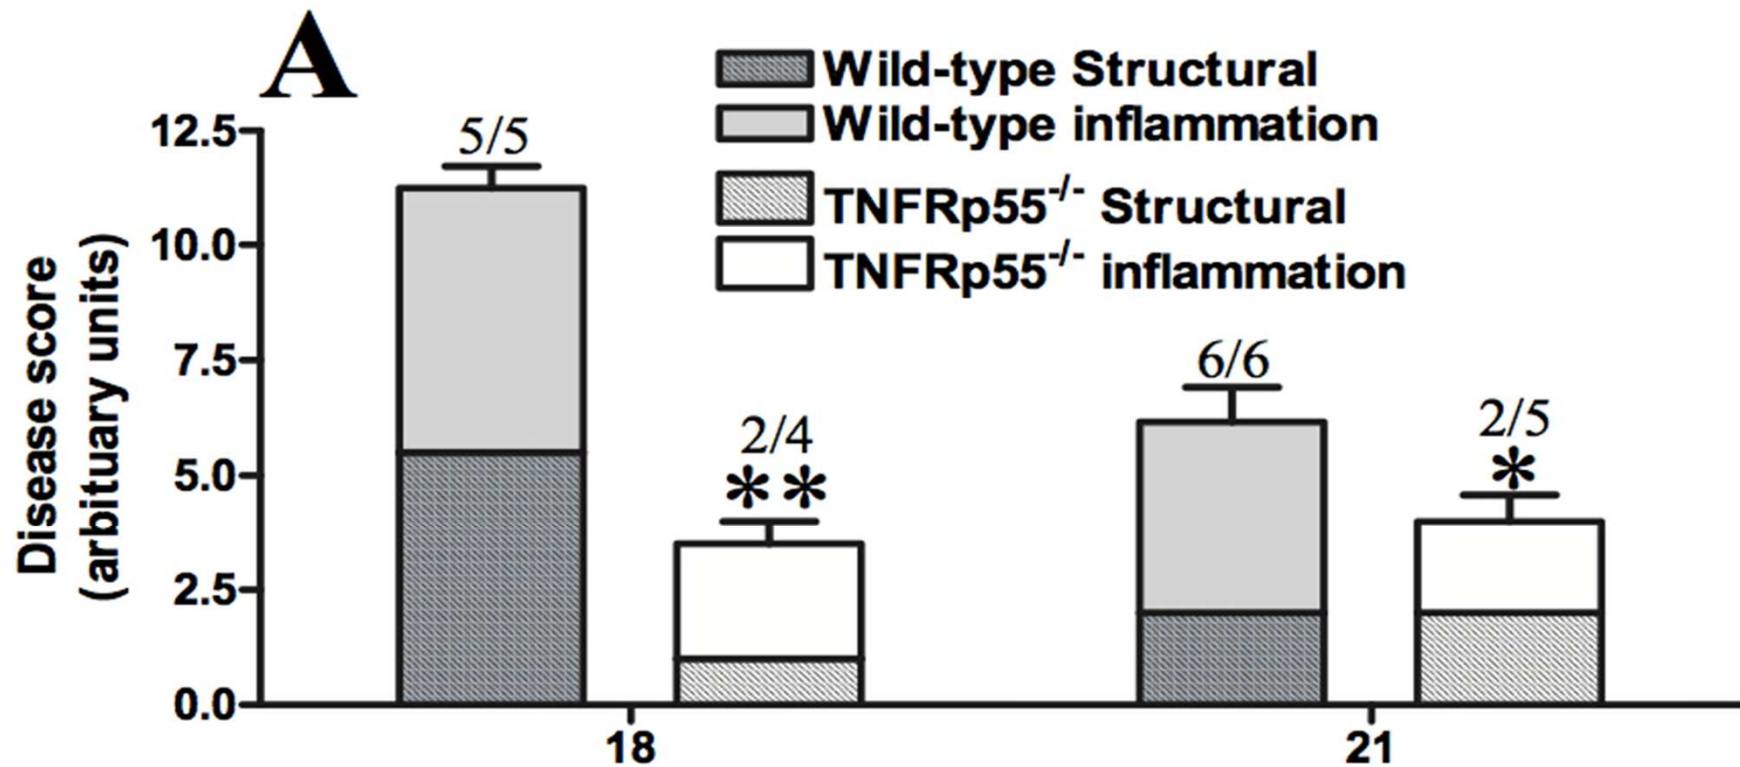 A
Wild-type Structural
Wild-type inflammation
TNFRp55-/- Structural
TNFRp55-/- inflammation
Disease score
(arbituary units)
12.5
10.0
7.5
5.0
2.5
0.0
5/5
2/4
**
6/6
2/5
*
18
21